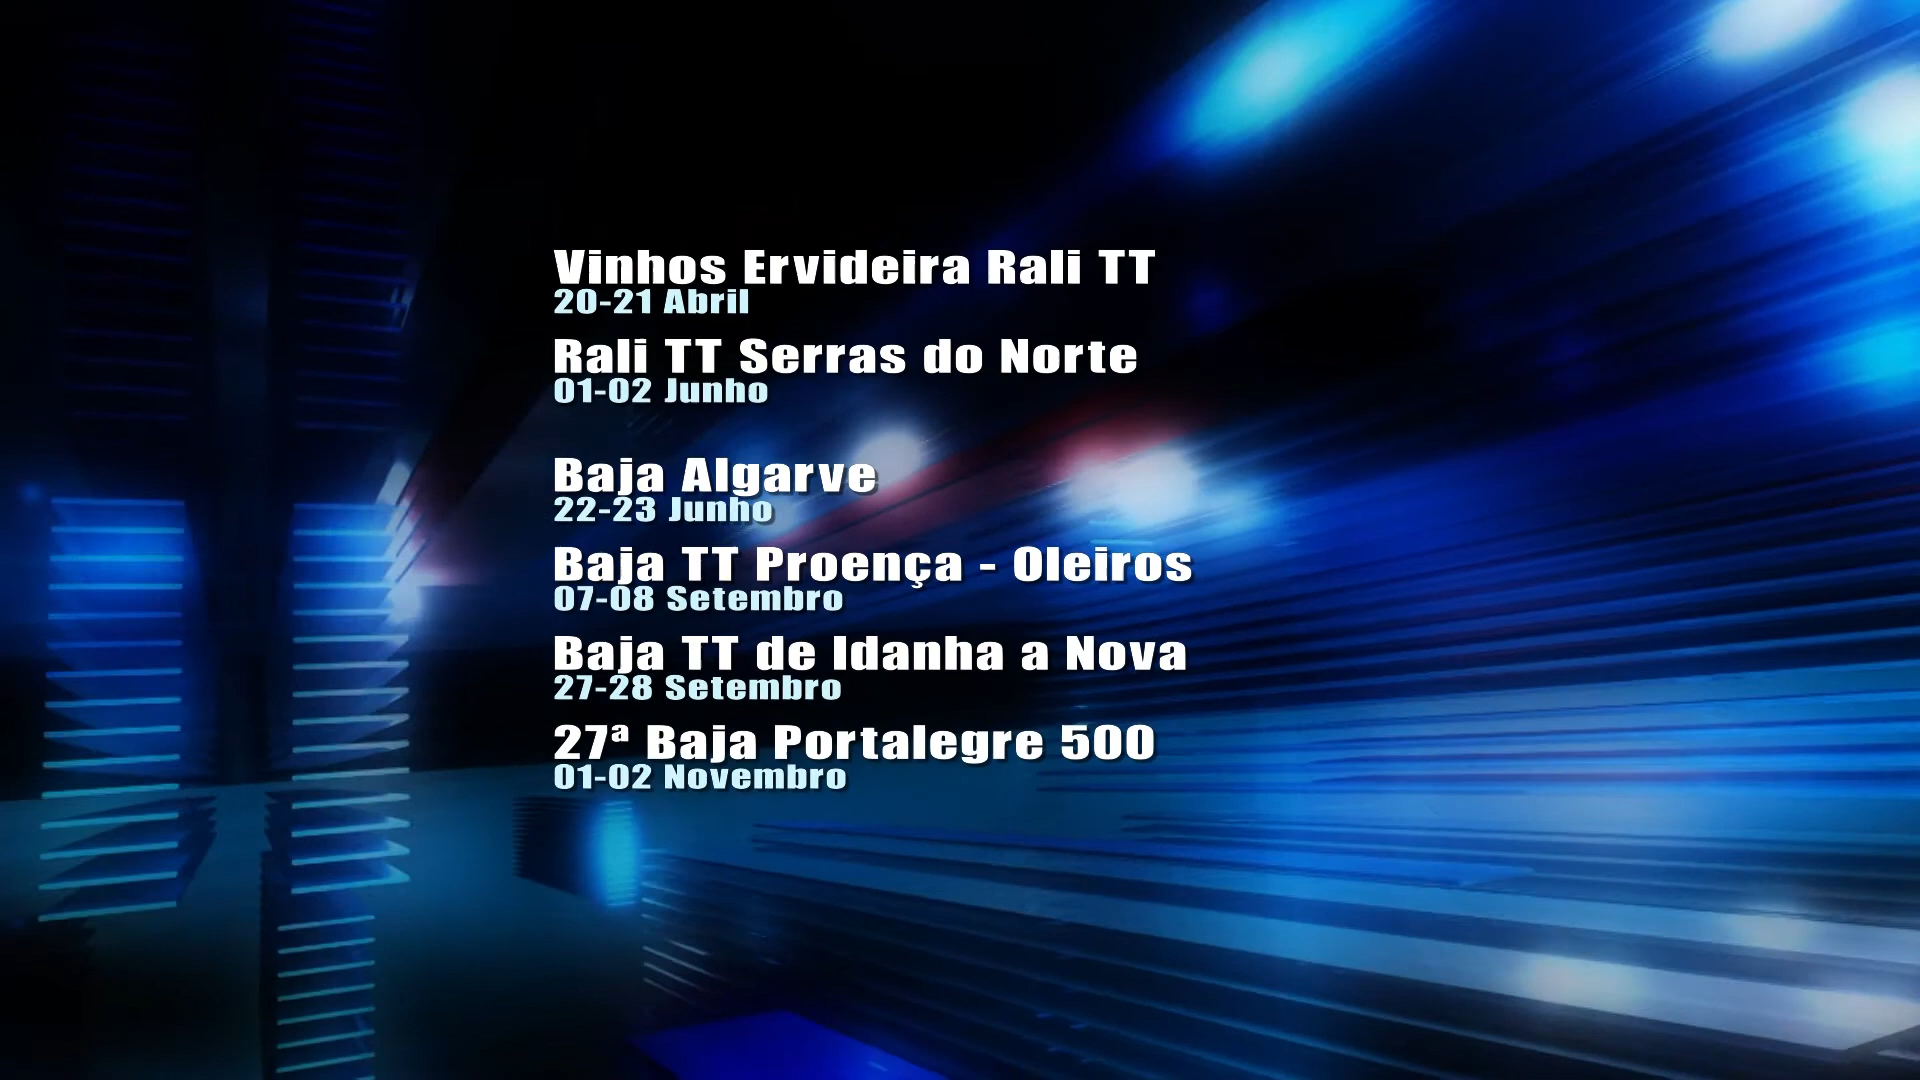 Vinhos Ervideira Rali TT
20-21 Abril
Rali TT Serras do Norte
01-02 Junho
Baja Algarve
22-23 Junho
Baja TT Proença - Oleiros
07-08 Setembro
Baja TT de Idanha a Nova
27-28 Setembro
27ª Baja Portalegre 500
01-02 Novembro